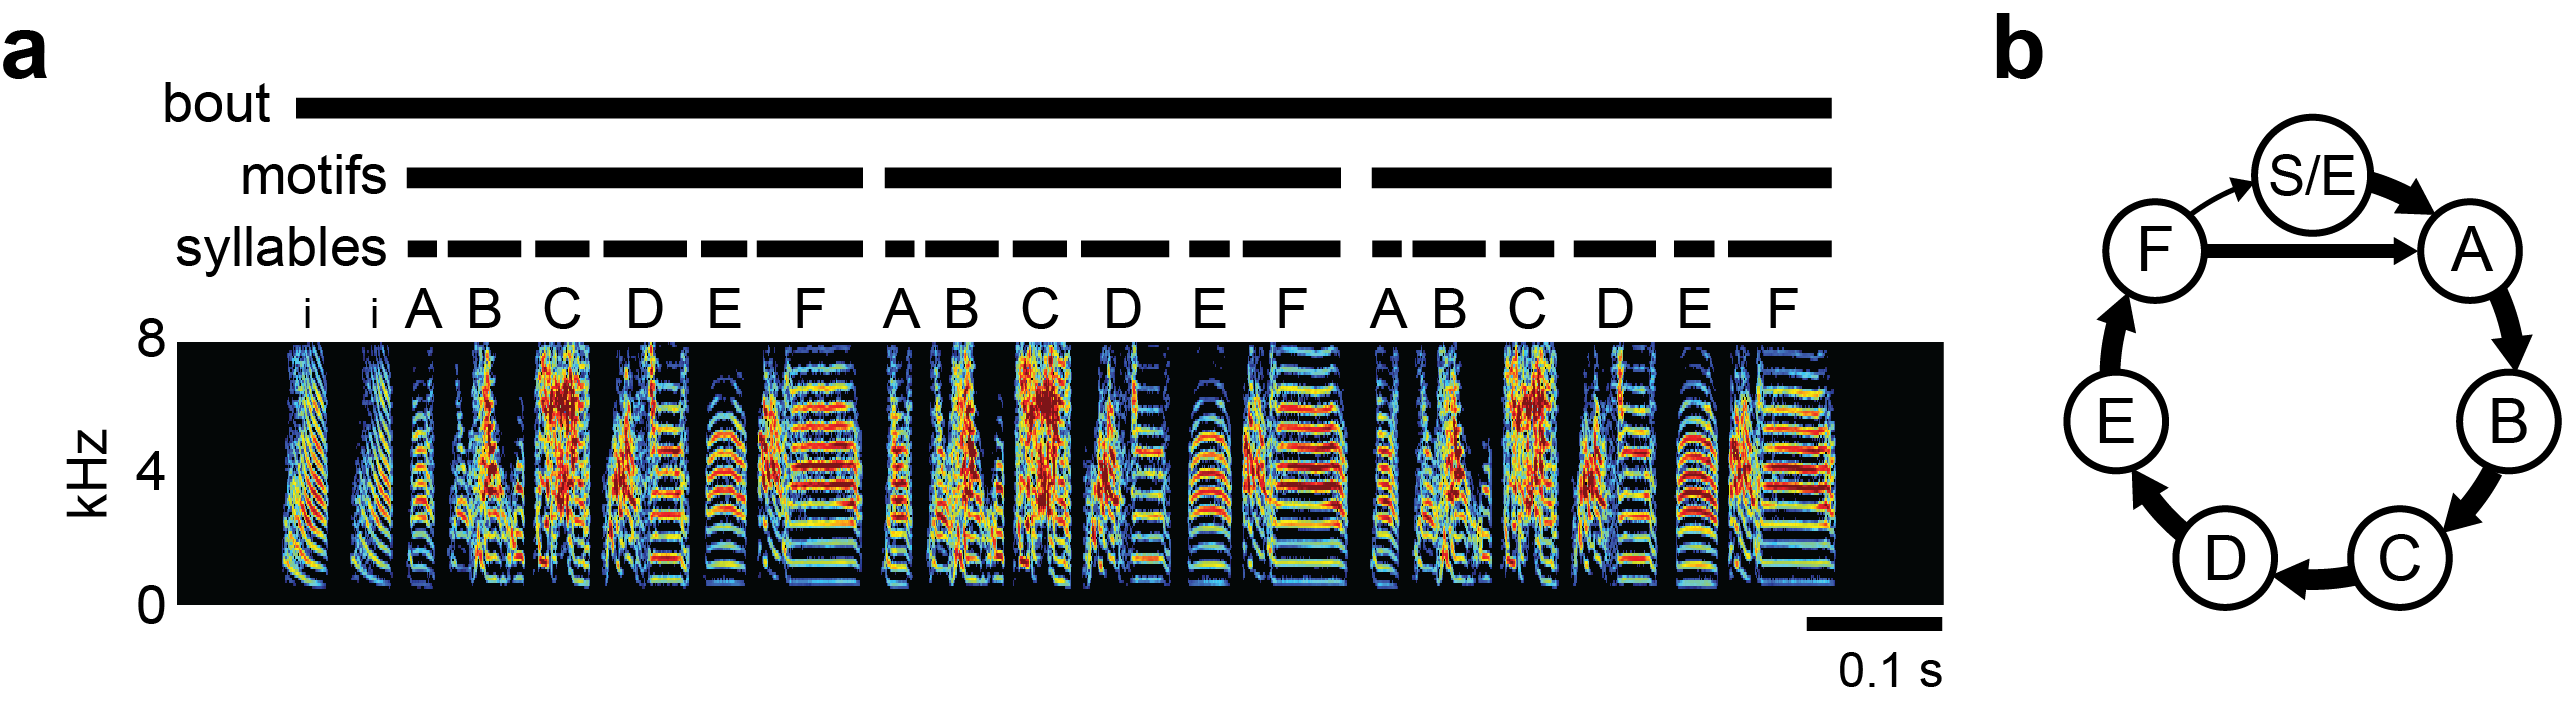 a
bout
motifs
syllables
i i A B C D E F A B C D E F A B C D E F
8
4
0
kHz
0.1 s
b
S/E
F A
E B
D C